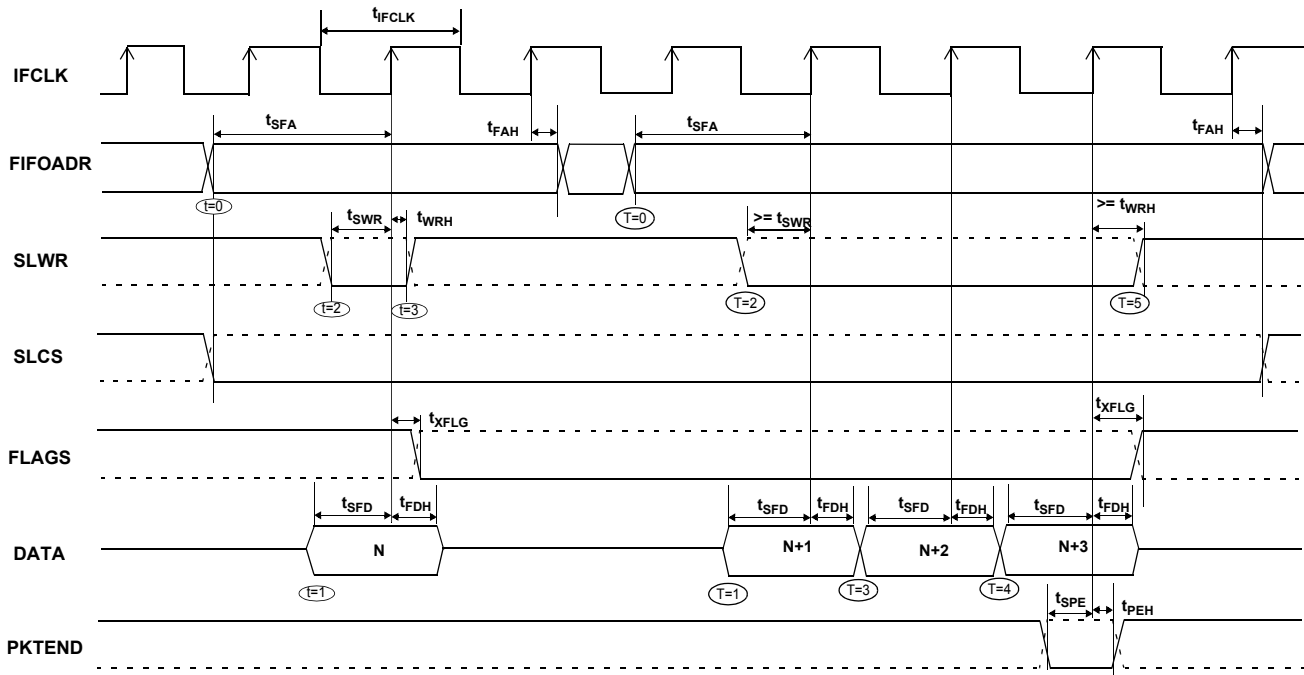 tIFCLK
IFCLK
tSFA
tFAH
tSFA
tFAH
FIFOADR
t=0
T=0
tSWR
tWRH
>= tSWR
>= tWRH
SLWR
t=2
t=3
T=2
T=5
SLCS
tXFLG
tXFLG
FLAGS
tSFD
tFDH
tSFD
tFDH
tSFD
tFDH
tSFD
tFDH
DATA
N
N+1
N+2
N+3
t=1
T=1
T=3
T=4
tSPE
tPEH
PKTEND